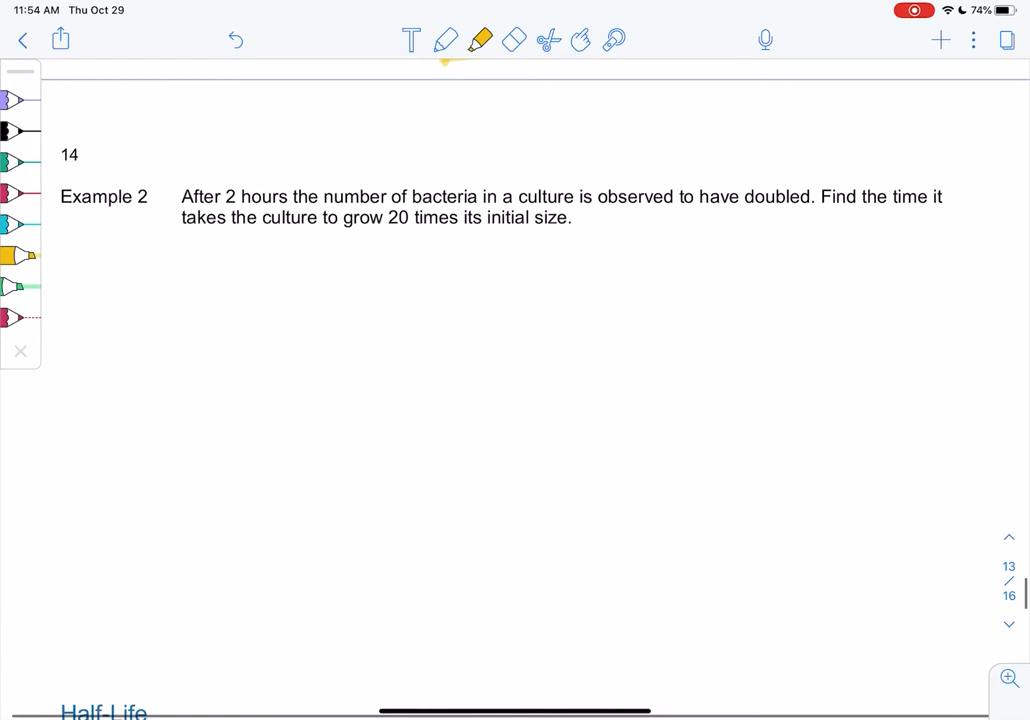 11:54 AM Thu Oct 29
74%
14
Example 2 After 2 hours the number of bacteria in a culture is observed to have doubled. Find the time it
takes the culture to grow 20 times its initial size.
13
/
16
Half-Life